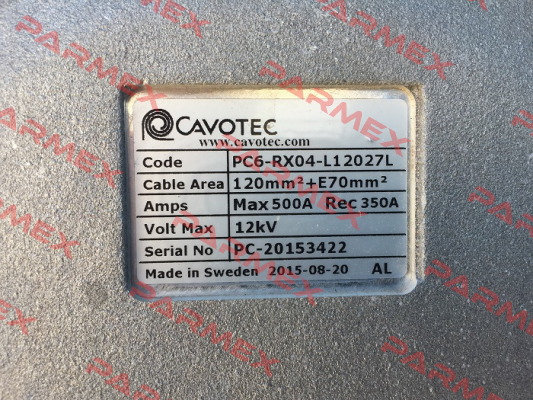 CAVOTEC
www.cavotec.com
Code PC6-RX04-L12027L
Cable Area 120mm²+E70mm²
Amps Max 500A Rec 350A
Volt Max 12kV
Serial No PC-20153422
Made in Sweden 2015-08-20 AL
PARMEX
PARMEX
PARMEX
PARMEX
PARMEX
PARMEX
PARMEX